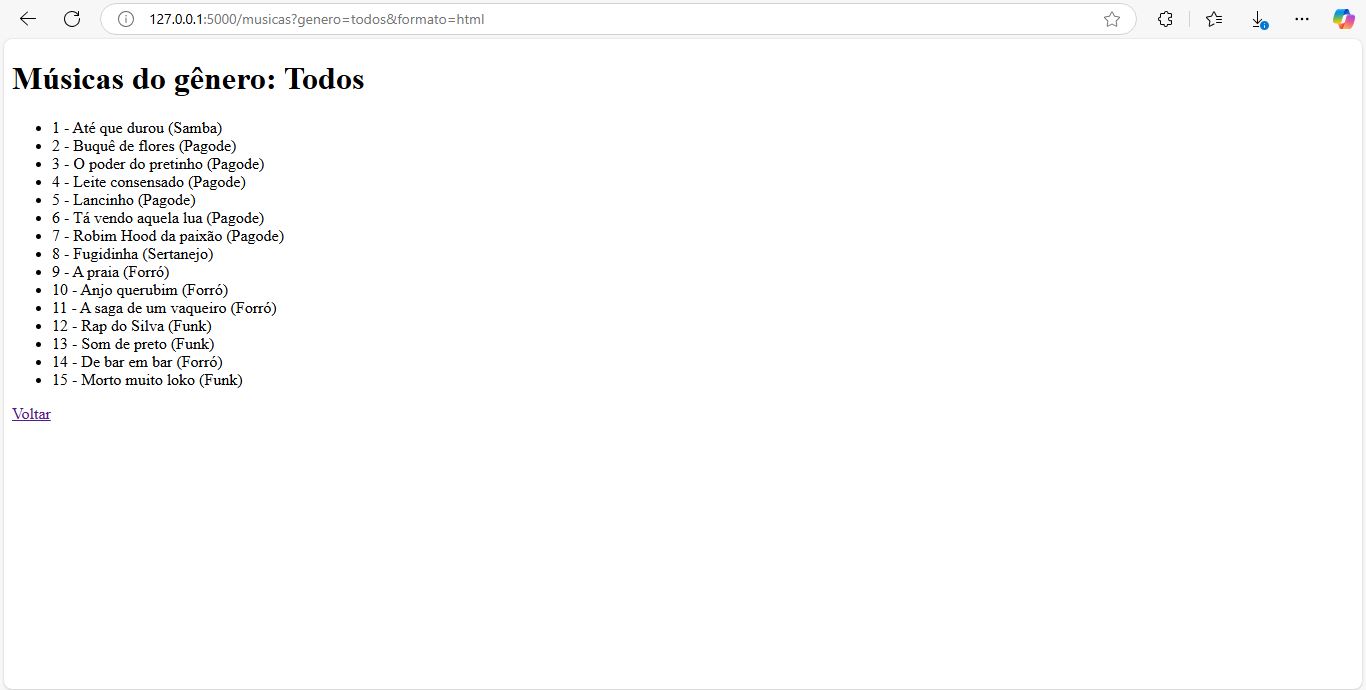 127.0.0.1:5000/musicas?genero=todos&formato=html
Músicas do gênero: Todos
1 - Até que durou (Samba)
2 - Buquê de flores (Pagode)
3 - O poder do pretinho (Pagode)
4 - Leite consensado (Pagode)
5 - Lancinho (Pagode)
6 - Tá vendo aquela lua (Pagode)
7 - Robim Hood da paixão (Pagode)
8 - Fugidinha (Sertanejo)
9 - A praia (Forró)
10 - Anjo querubim (Forró)
11 - A saga de um vaqueiro (Forró)
12 - Rap do Silva (Funk)
13 - Som de preto (Funk)
14 - De bar em bar (Forró)
15 - Morto muito loko (Funk)
Voltar